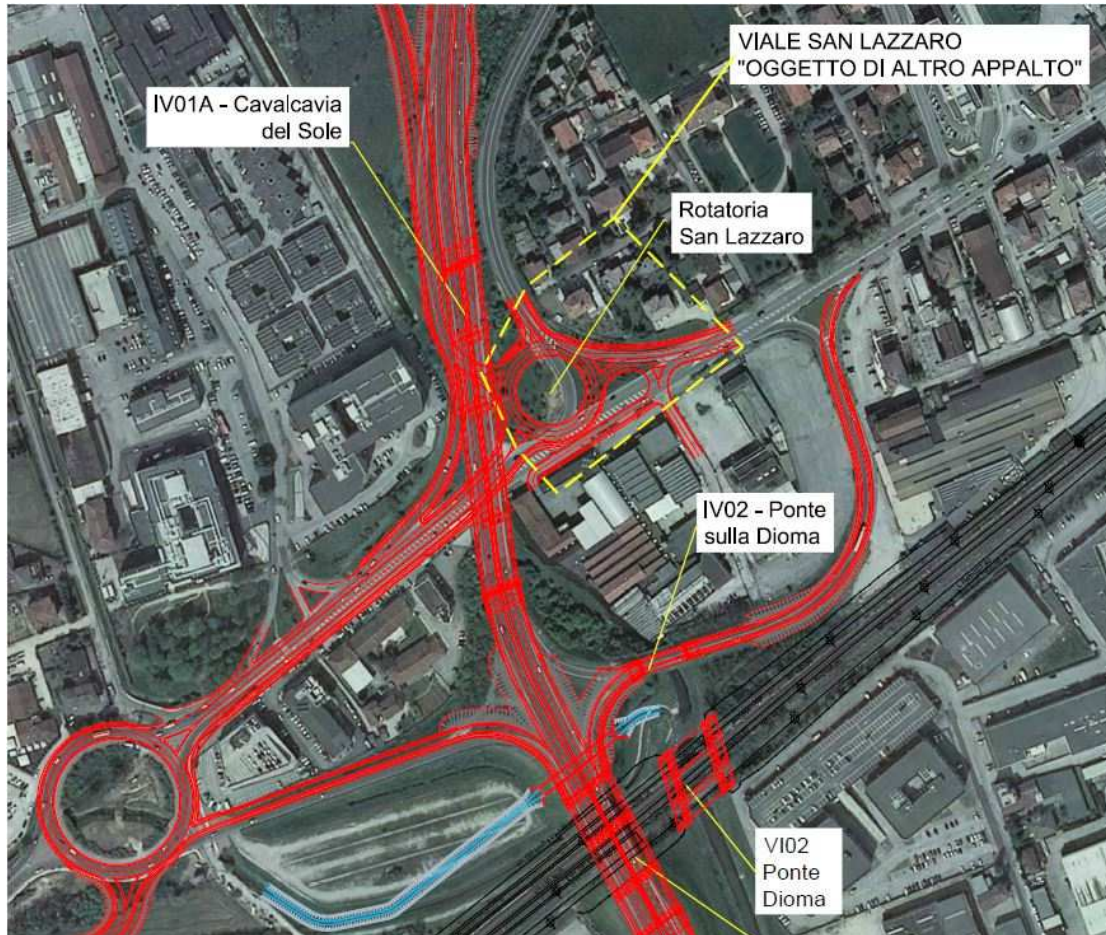 VIALE SAN LAZZARO
"OGGETTO DI ALTRO APPALTO"
IV01A - Cavalcavia
del Sole
Rotatoria
San Lazzaro
IV02 - Ponte
sulla Dioma
VI02
Ponte
Dioma